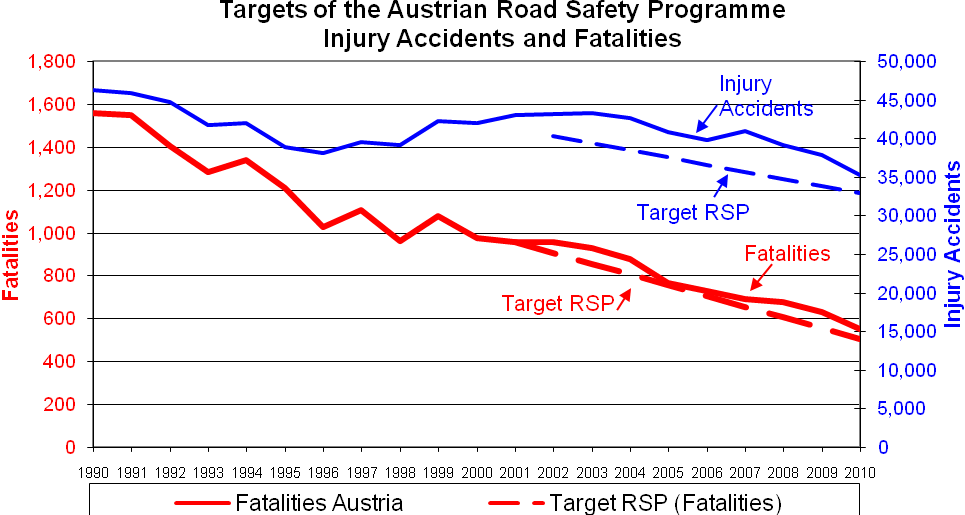 Targets of the Austrian Road Safety Programme
Injury Accidents and Fatalities
1,800
1,600
1,400
1,200
1,000
800
600
400
200
0
Fatalities
50,000
45,000
40,000
35,000
30,000
25,000
20,000
15,000
10,000
5,000
0
Injury Accidents
Injury
Accidents
Target RSP
Fatalities
Target RSP
1990 1991 1992 1993 1994 1995 1996 1997 1998 1999 2000 2001 2002 2003 2004 2005 2006 2007 2008 2009 2010
Fatalities Austria Target RSP (Fatalities)